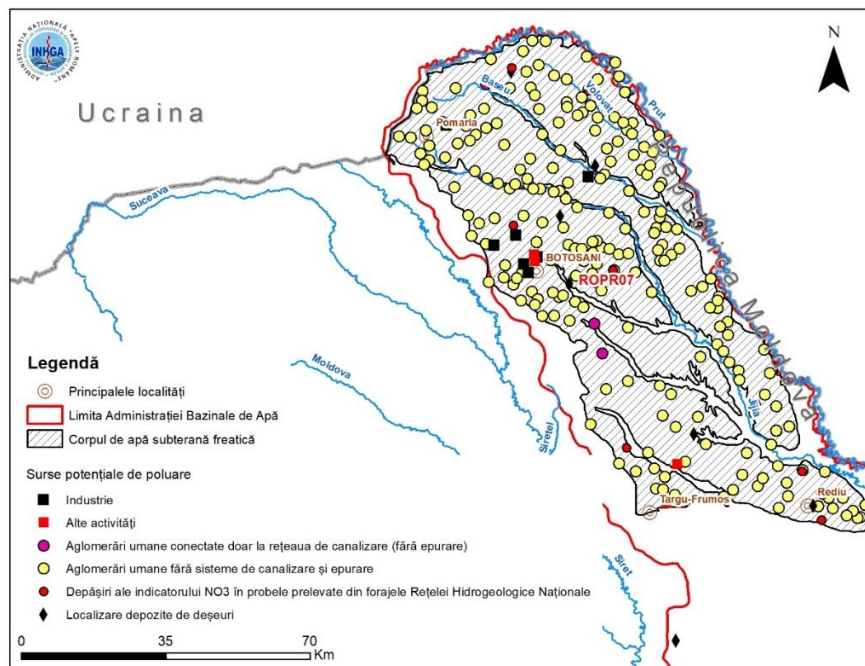 ADMINISTRAȚIA NAȚIONALĂ "APELE ROMÂNE"
INHGA
N
Ucraina
Republica Moldova
Suceava
Baseu
Volovat
Prut
Pomarla
BOTOSANI
ROPR07
Moldova
Siretel
Jijia
Targu-Frumos
Rediu
Siret
Legendă
Principalele localități
Limita Administrației Bazinale de Apă
Corpul de apă subterană freatică
Surse potențiale de poluare
Industrie
Alte activități
Aglomerări umane conectate doar la rețeaua de canalizare (fără epurare)
Aglomerări umane fără sisteme de canalizare și epurare
Depășiri ale indicatorului NO3 în probele prelevate din forajele Rețelei Hidrogeologice Naționale
Localizare depozite de deșeuri
0 35 70
Km